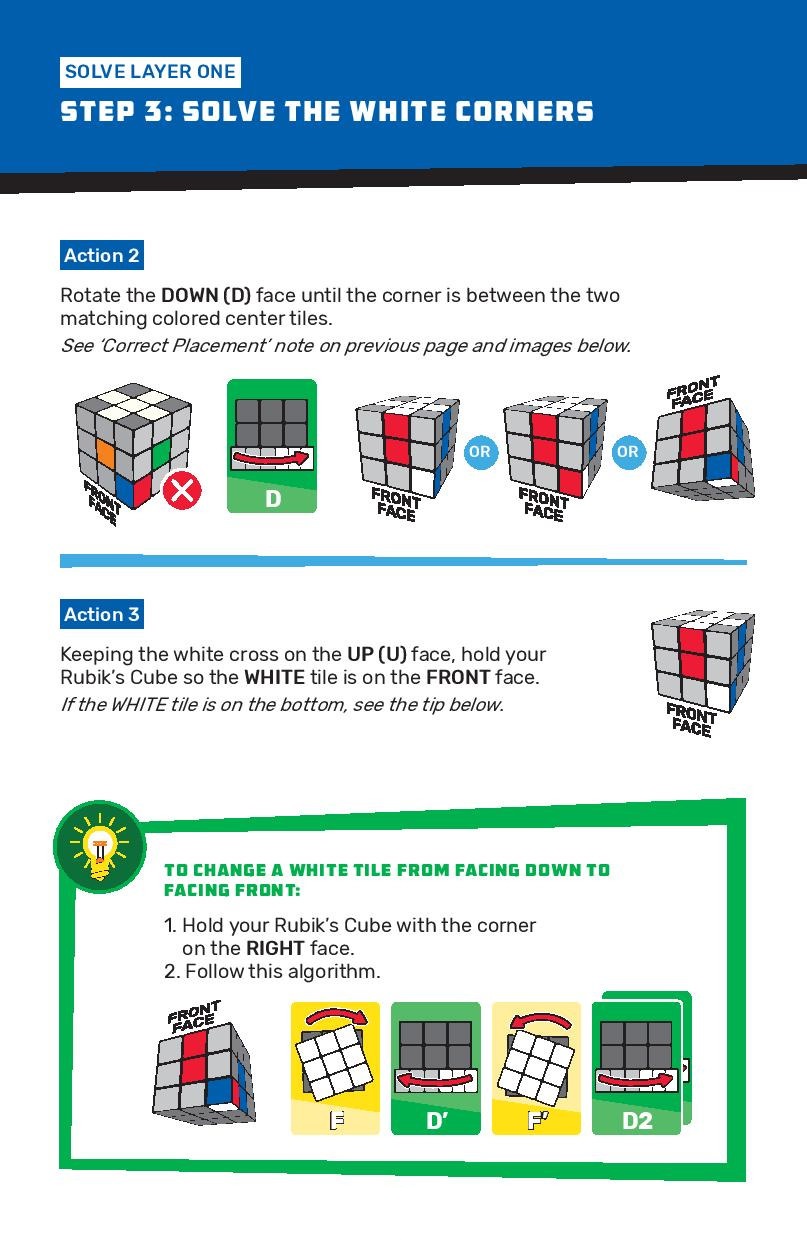 SOLVE LAYER ONE
STEP 3: SOLVE THE WHITE CORNERS
Action 2
Rotate the DOWN (D) face until the corner is between the two
matching colored center tiles.
See ‘Correct Placement’ note on previous page and images below.
FRONT
FACE
D
FRONT
FACE
OR
FRONT
FACE
OR
FRONT
FACE
Action 3
Keeping the white cross on the UP (U) face, hold your
Rubik’s Cube so the WHITE tile is on the FRONT face.
If the WHITE tile is on the bottom, see the tip below.
FRONT
FACE
TO CHANGE A WHITE TILE FROM FACING DOWN TO
FACING FRONT:
1. Hold your Rubik’s Cube with the corner
on the RIGHT face.
2. Follow this algorithm.
FRONT
FACE
F
D’
F’
D2